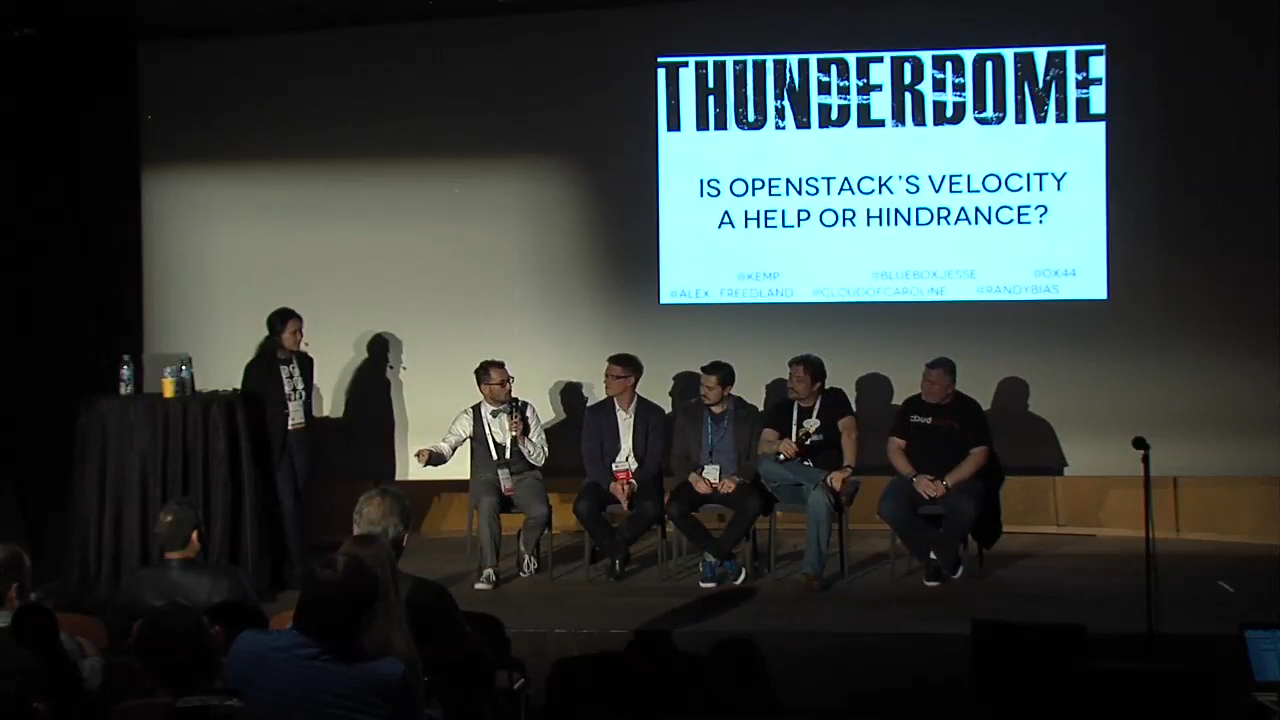 THUNDERDOME
IS OPENSTACK'S VELOCITY
A HELP OR HINDRANCE?
@KEMP @BLUEBOXJESSE @OX44
@ALEX_FREEDLAND @CLOUDOFCAROLINE @RANDYBIAS